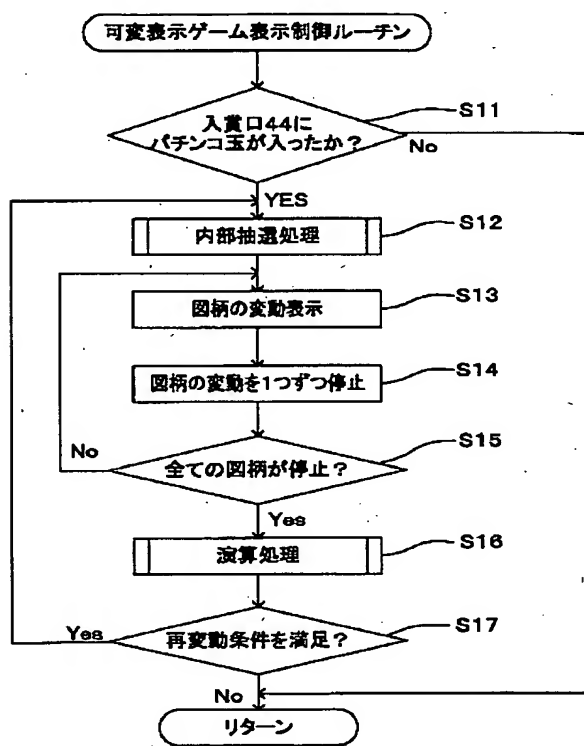 可変表示ゲーム表示制御ルーチン
入賞口44に
パチンコ玉が入ったか?
S11
No
YES
内部抽選処理
S12
図柄の変動表示
S13
図柄の変動を1つずつ停止
S14
全ての図柄が停止?
S15
No
Yes
演算処理
S16
再変動条件を満足?
S17
Yes
No
リターン